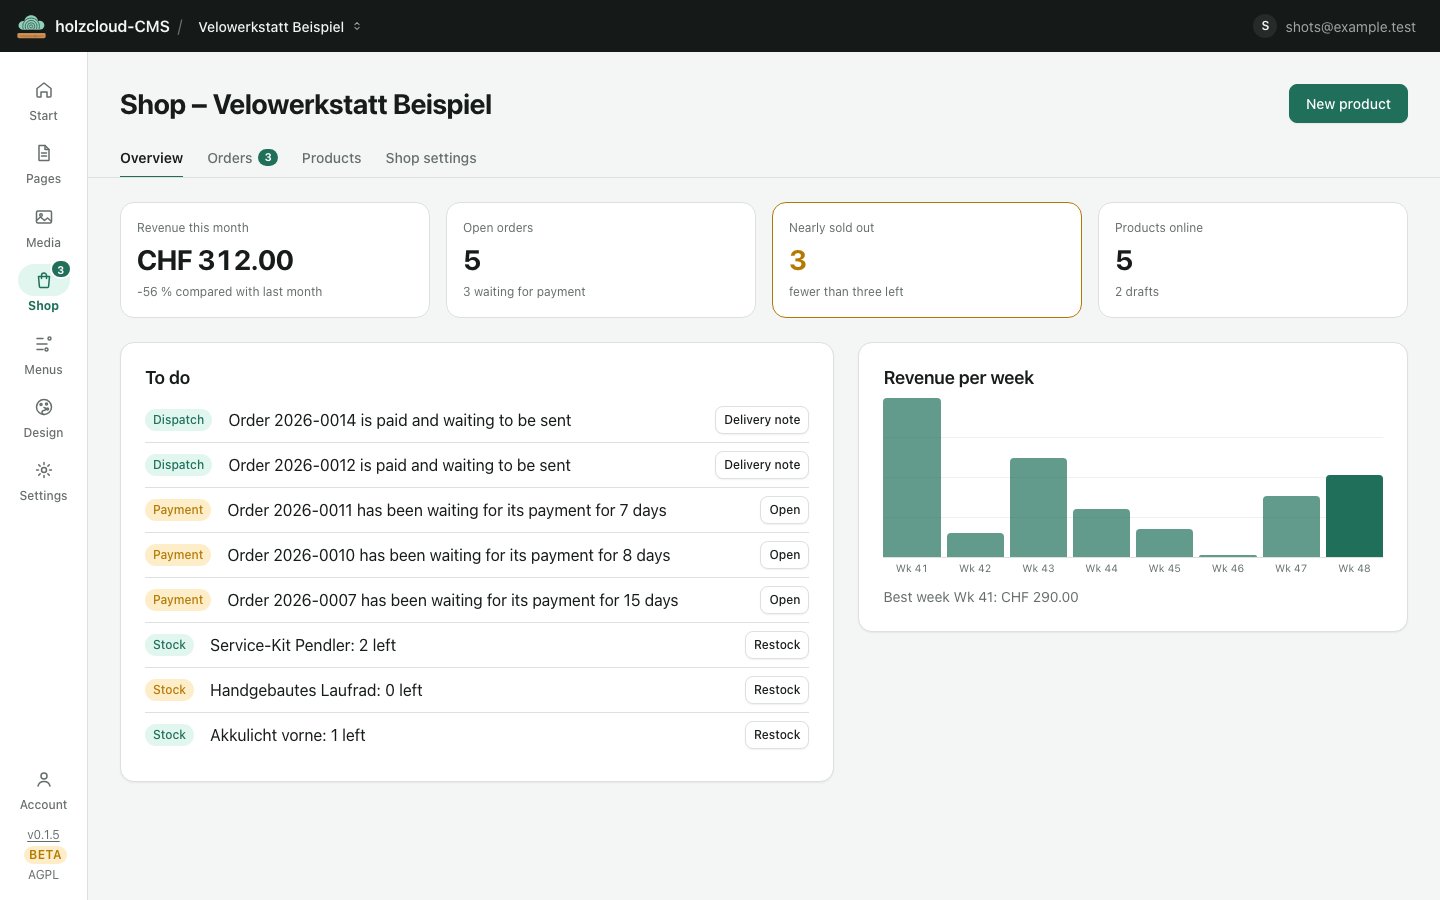 holzcloud-CMS / Velowerkstatt Beispiel
S shots@example.test
Start
Pages
Media
3
Shop
Menus
Design
Settings
Account
v0.1.5
BETA
AGPL
Shop – Velowerkstatt Beispiel
New product
Overview Orders 3 Products Shop settings
Revenue this month
CHF 312.00
-56 % compared with last month
Open orders
5
3 waiting for payment
Nearly sold out
3
fewer than three left
Products online
5
2 drafts
To do
Dispatch Order 2026-0014 is paid and waiting to be sent Delivery note
Dispatch Order 2026-0012 is paid and waiting to be sent Delivery note
Payment Order 2026-0011 has been waiting for its payment for 7 days Open
Payment Order 2026-0010 has been waiting for its payment for 8 days Open
Payment Order 2026-0007 has been waiting for its payment for 15 days Open
Stock Service-Kit Pendler: 2 left Restock
Stock Handgebautes Laufrad: 0 left Restock
Stock Akkulicht vorne: 1 left Restock
Revenue per week
Wk 41 Wk 42 Wk 43 Wk 44 Wk 45 Wk 46 Wk 47 Wk 48
Best week Wk 41: CHF 290.00